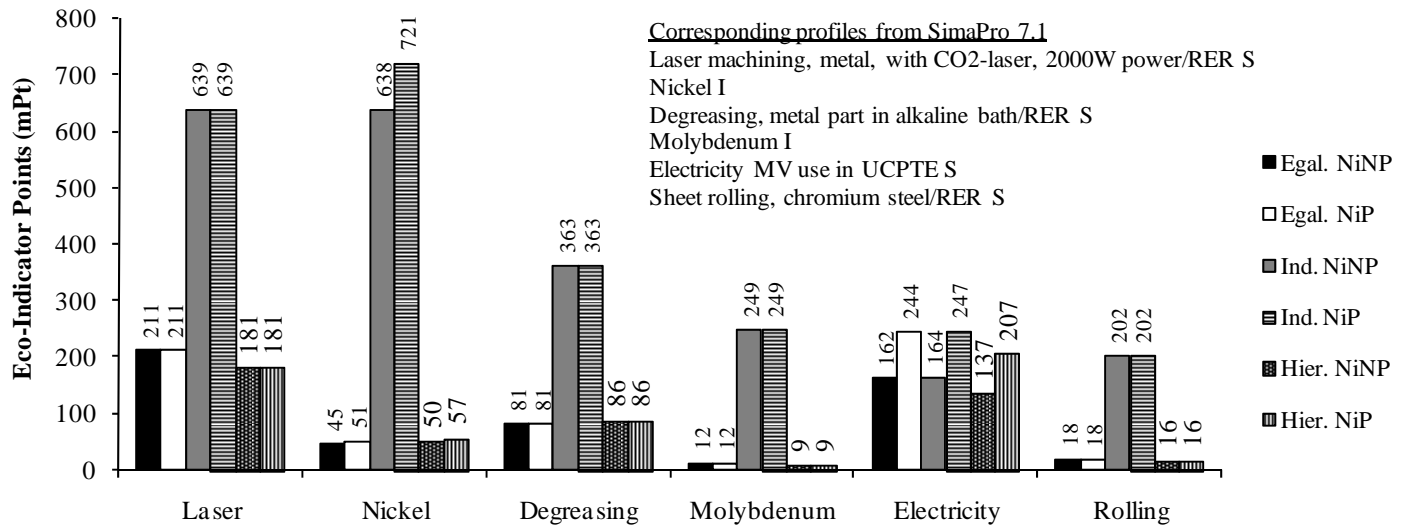 Eco-Indicator Points (mPt)
800
700
600
500
400
300
200
100
0
Corresponding profiles from SimaPro 7.1
Laser machining, metal, with CO2-laser, 2000W power/RER S
Nickel I
Degreasing, metal part in alkaline bath/RER S
Molybdenum I
Electricity MV use in UCPTE S
Sheet rolling, chromium steel/RER S
211
211
639
639
181
181
45
51
638
721
50
57
81
81
363
363
86
86
12
12
249
249
9
9
162
244
164
247
137
207
18
18
202
202
16
16
Laser
Nickel
Degreasing
Molybdenum
Electricity
Rolling
Egal. NiNP
Egal. NiP
Ind. NiNP
Ind. NiP
Hier. NiNP
Hier. NiP